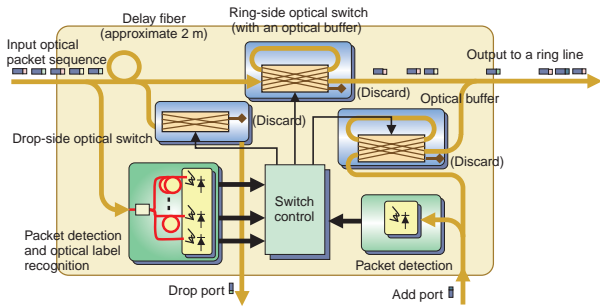 Delay fiber
(approximate 2 m)
Ring-side optical switch
(with an optical buffer)
Input optical
packet sequence
Output to a ring line
(Discard)
Optical buffer
(Discard)
Drop-side optical switch
(Discard)
Switch
control
Packet detection
and optical label
recognition
Packet detection
Drop port
Add port